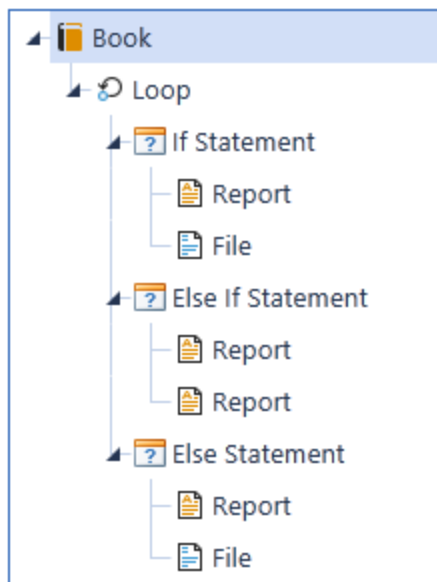 Book
Loop
If Statement
Report
File
Else If Statement
Report
Report
Else Statement
Report
File